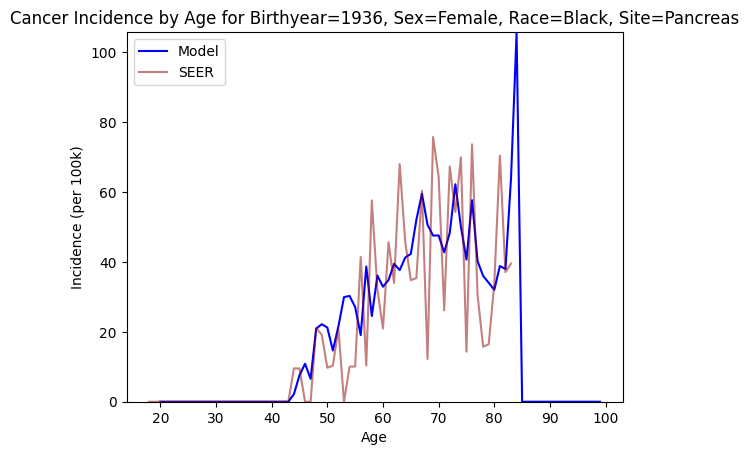 Cancer Incidence by Age for Birthyear=1936, Sex=Female, Race=Black, Site=Pancreas
Model
SEER
Incidence (per 100k)
100
80
60
40
20
0
20 30 40 50 60 70 80 90 100
Age